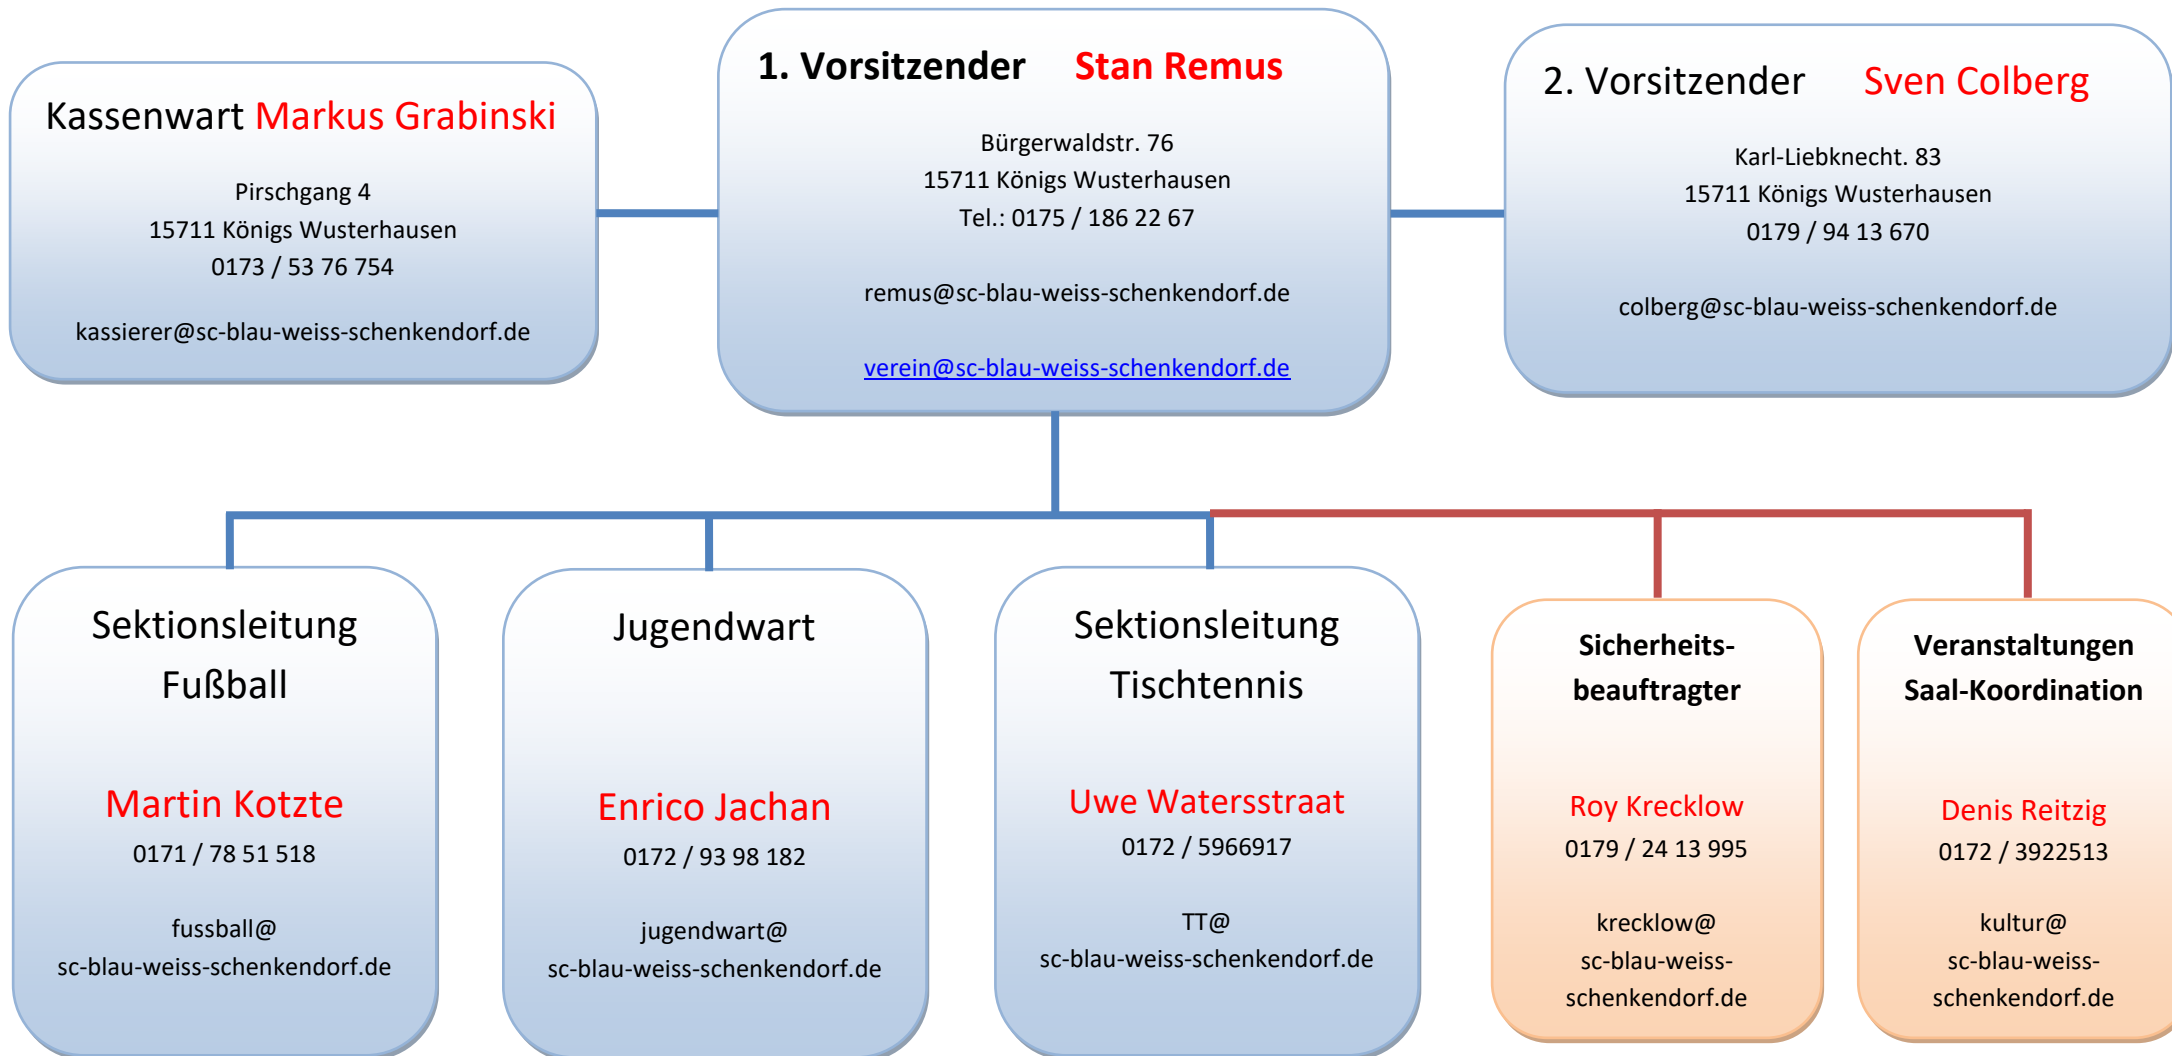 Kassenwart Markus Grabinski
Pirschgang 4
15711 Königs Wusterhausen
0173 / 53 76 754
kassierer@sc-blau-weiss-schenkendorf.de
1. Vorsitzender Stan Remus
Bürgerwaldstr. 76
15711 Königs Wusterhausen
Tel.: 0175 / 186 22 67
remus@sc-blau-weiss-schenkendorf.de
verein@sc-blau-weiss-schenkendorf.de
2. Vorsitzender Sven Colberg
Karl-Liebknecht. 83
15711 Königs Wusterhausen
0179 / 94 13 670
colberg@sc-blau-weiss-schenkendorf.de
Sektionsleitung
Fußball
Martin Kotzte
0171 / 78 51 518
fussball@
sc-blau-weiss-schenkendorf.de
Jugendwart
Enrico Jachan
0172 / 93 98 182
jugendwart@
sc-blau-weiss-schenkendorf.de
Sektionsleitung
Tischtennis
Uwe Watersstraat
0172 / 5966917
TT@
sc-blau-weiss-schenkendorf.de
Sicherheits-
beauftragter
Roy Krecklow
0179 / 24 13 995
krecklow@
sc-blau-weiss-
schenkendorf.de
Veranstaltungen
Saal-Koordination
Denis Reitzig
0172 / 3922513
kultur@
sc-blau-weiss-
schenkendorf.de